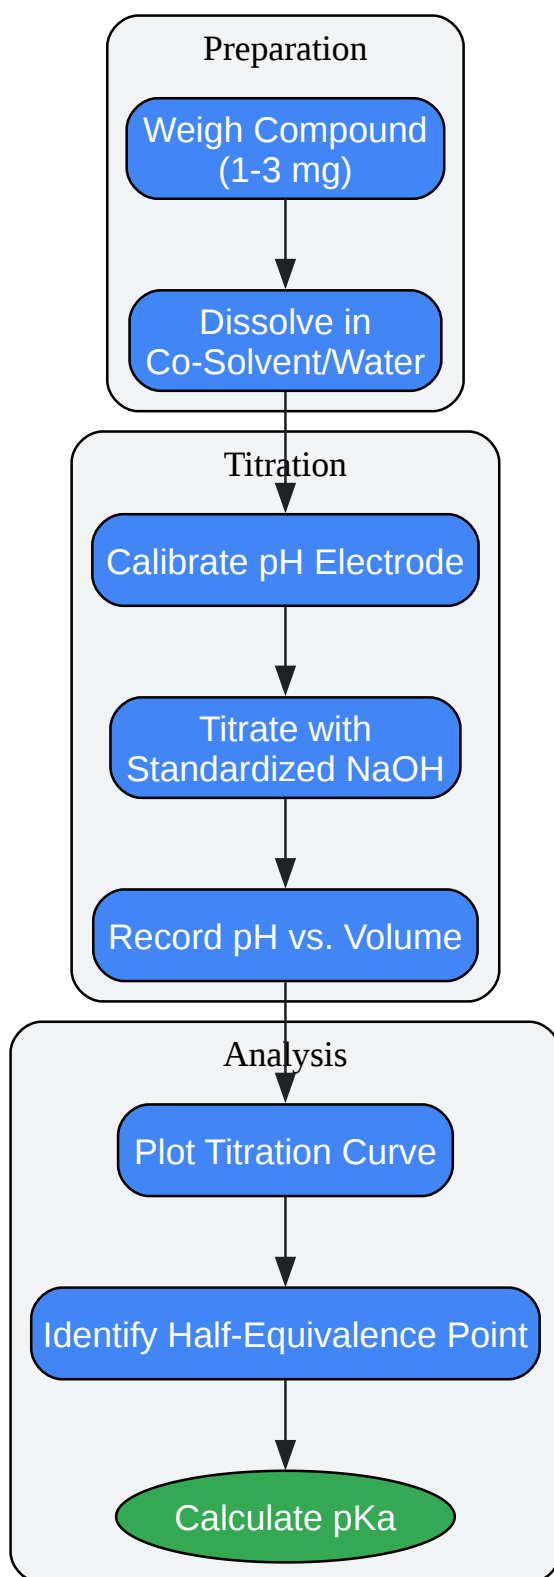 Preparation
Weigh Compound
(1-3 mg)
Dissolve in
Co-Solvent/Water
Titration
Calibrate pH Electrode
Titrate with
Standardized NaOH
Record pH vs. Volume
Analysis
Plot Titration Curve
Identify Half-Equivalence Point
Calculate pKa